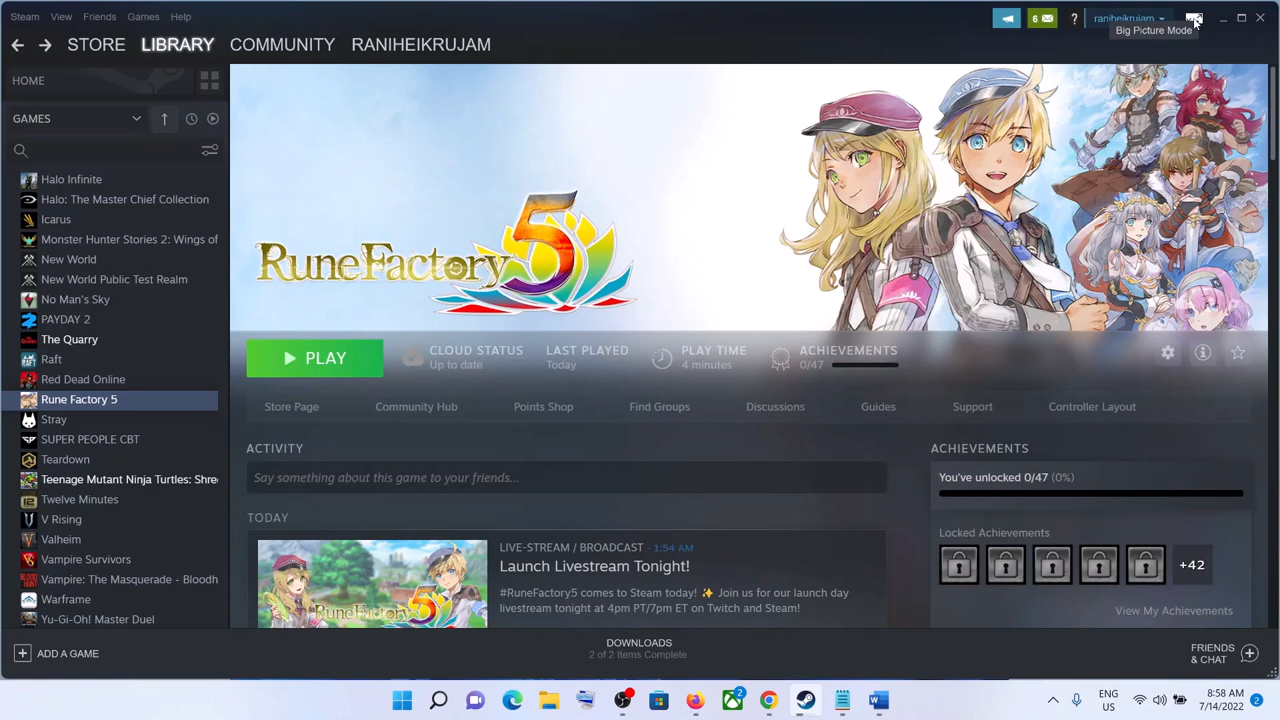 Steam View Friends Games Help
6 ? raniheikrujam
Big Picture Mode
STORE LIBRARY COMMUNITY RANIHEIKRUJAM
HOME
GAMES
Halo Infinite
Halo: The Master Chief Collection
Icarus
Monster Hunter Stories 2: Wings of
New World
New World Public Test Realm
No Man's Sky
PAYDAY 2
The Quarry
Raft
Red Dead Online
Rune Factory 5
Stray
SUPER PEOPLE CBT
Teardown
Teenage Mutant Ninja Turtles: Shre
Twelve Minutes
V Rising
Valheim
Vampire Survivors
Vampire: The Masquerade - Bloodh
Warframe
Yu-Gi-Oh! Master Duel
ADD A GAME
RuneFactory 5
PLAY
CLOUD STATUS
Up to date
LAST PLAYED
Today
PLAY TIME
4 minutes
ACHIEVEMENTS
0/47
Store Page Community Hub Points Shop Find Groups Discussions Guides Support Controller Layout
ACTIVITY
Say something about this game to your friends...
TODAY
LIVE-STREAM / BROADCAST - 1:54 AM
Launch Livestream Tonight!
#RuneFactory5 comes to Steam today! ✨ Join us for our launch day
livestream tonight at 4pm PT/7pm ET on Twitch and Steam!
RuneFactory 5
ACHIEVEMENTS
You've unlocked 0/47 (0%)
Locked Achievements
+42
View My Achievements
DOWNLOADS
2 of 2 Items Complete
FRIENDS
& CHAT
2
ENG
US
8:58 AM
7/14/2022
2